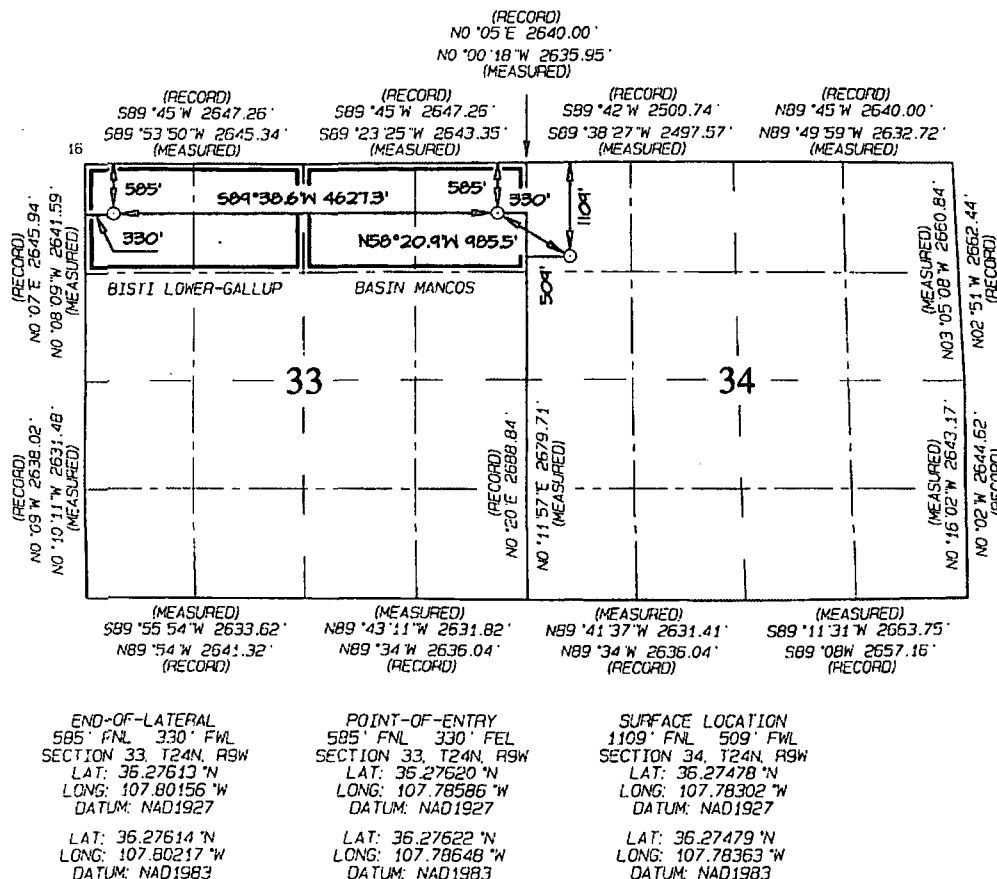 (RECORD)
N0°05'E 2640.00'
N0°00'18"W 2635.95'
(MEASURED)
(RECORD)
S89°45'W 2647.26'
S89°53'50"W 2645.34'
(MEASURED)
(RECORD)
S89°45'W 2647.26'
S89°23'25"W 2643.35'
(MEASURED)
(RECORD)
S89°42'W 2500.74'
S89°38'27"W 2497.57'
(MEASURED)
(RECORD)
N89°45'W 2640.00'
N89°49'59"W 2632.72'
(MEASURED)
16
585'
S89°38.6'W 4627.3'
585'
330'
1109'
330'
N58°20.9'W 985.5'
509'
BISTI LOWER-GALLUP
BASIN MANCOS
(RECORD)
N0°07'E 2645.94'
N0°08'09"W 2641.59'
(MEASURED)
(MEASURED)
N03°05'08"W 2660.84'
N02°51'W 2662.44'
(RECORD)
33
34
(RECORD)
N0°09'W 2638.02'
N0°10'11"W 2631.48'
(MEASURED)
(RECORD)
N0°20'E 2688.84'
N0°11'57"E 2679.71'
(MEASURED)
(MEASURED)
N0°16'02"W 2643.17'
N0°02'W 2644.62'
(RECORD)
(MEASURED)
S89°55'54"W 2633.62'
N89°54'W 2641.32'
(RECORD)
(MEASURED)
N89°43'11"W 2631.82'
N89°34'W 2636.04'
(RECORD)
(MEASURED)
N89°41'37"W 2631.41'
N89°34'W 2636.04'
(RECORD)
(MEASURED)
S89°11'31"W 2653.75'
S89°08W 2657.16'
(RECORD)
END-OF-LATERAL
585' FNL 330' FWL
SECTION 33, T24N, R9W
LAT: 36.27613°N
LONG: 107.80156°W
DATUM: NAD1927
LAT: 36.27614°N
LONG: 107.80217°W
DATUM: NAD1983
POINT-OF-ENTRY
585' FNL 330' FEL
SECTION 33, T24N, R9W
LAT: 36.27620°N
LONG: 107.78586°W
DATUM: NAD1927
LAT: 36.27622°N
LONG: 107.78648°W
DATUM: NAD1983
SURFACE LOCATION
1109' FNL 509' FWL
SECTION 34, T24N, R9W
LAT: 36.27478°N
LONG: 107.78302°W
DATUM: NAD1927
LAT: 36.27479°N
LONG: 107.78363°W
DATUM: NAD1983